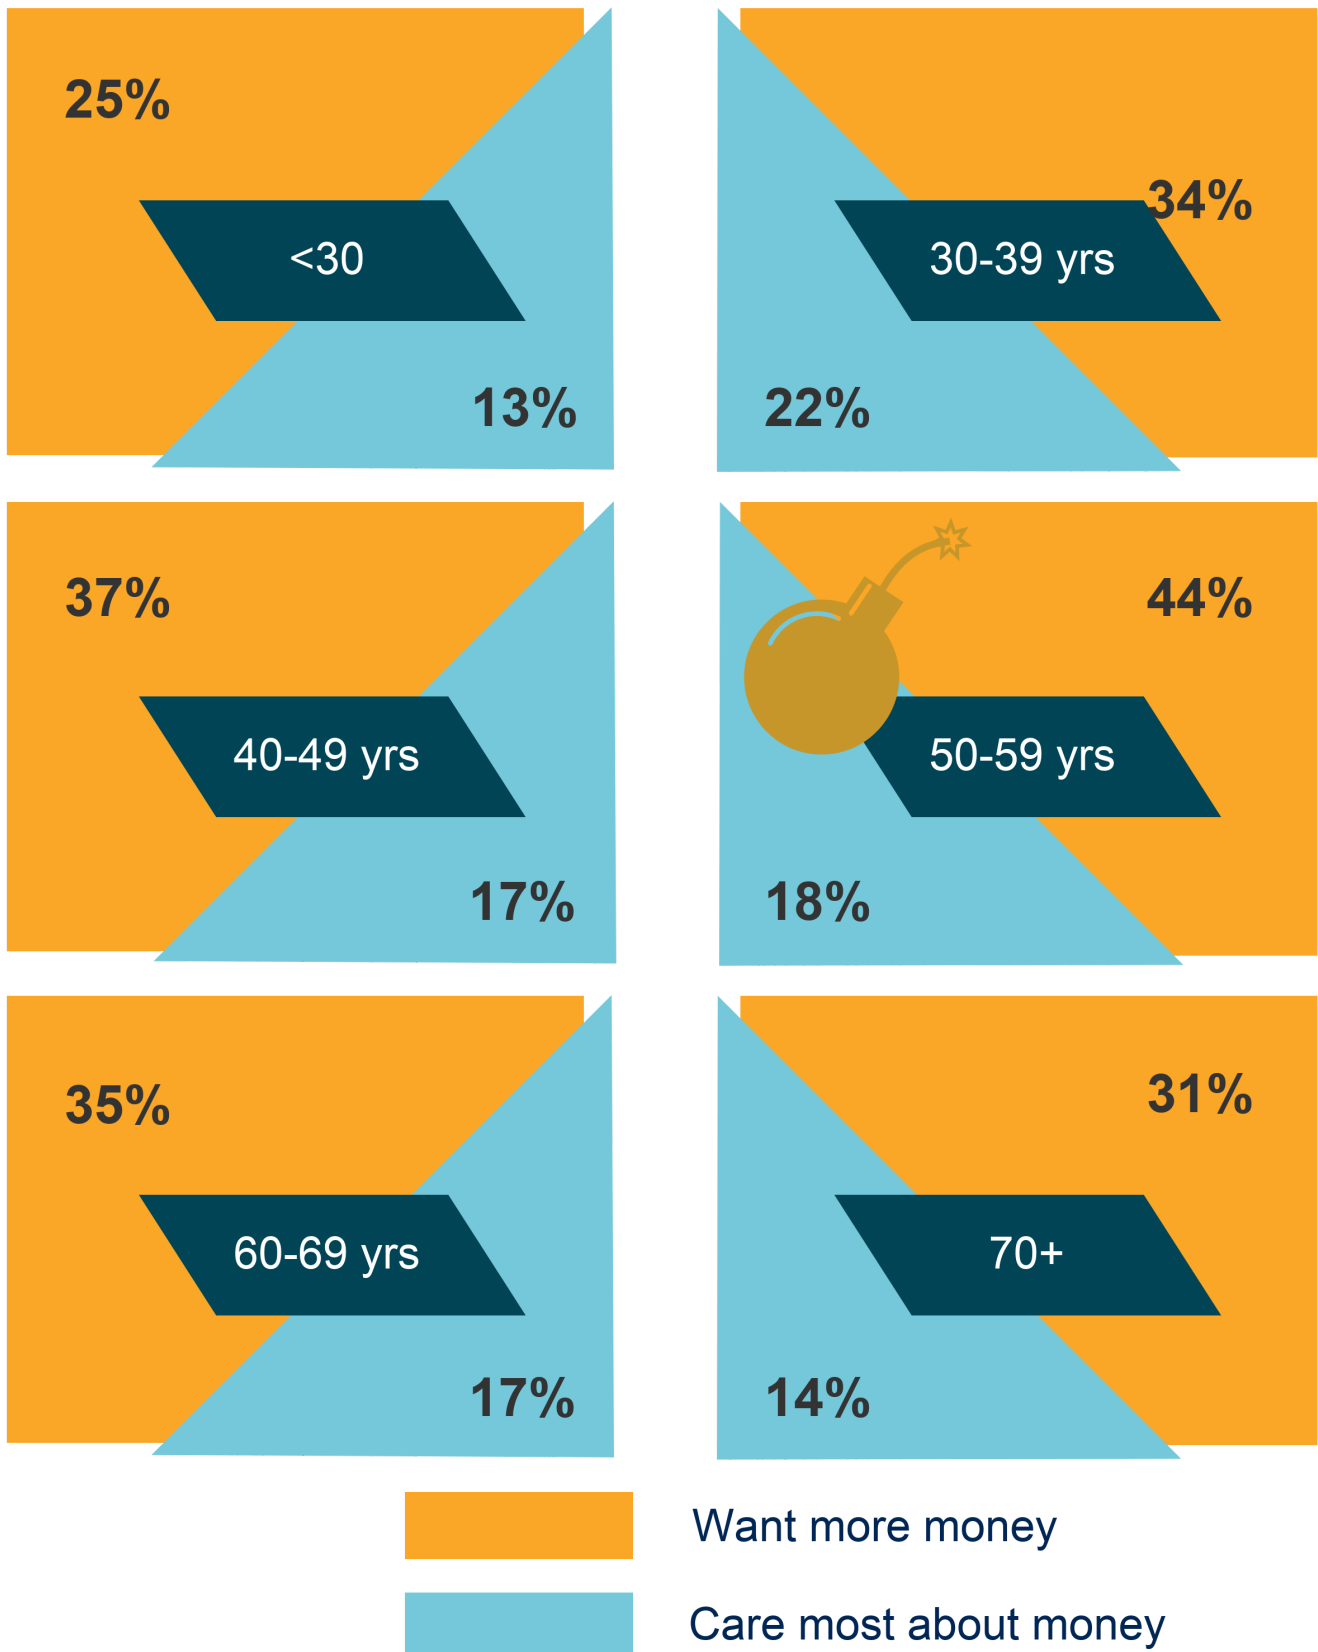 25%
<30
13%
34%
30-39 yrs
22%
37%
40-49 yrs
17%
44%
50-59 yrs
18%
35%
60-69 yrs
17%
31%
70+
14%
Want more money
Care most about money